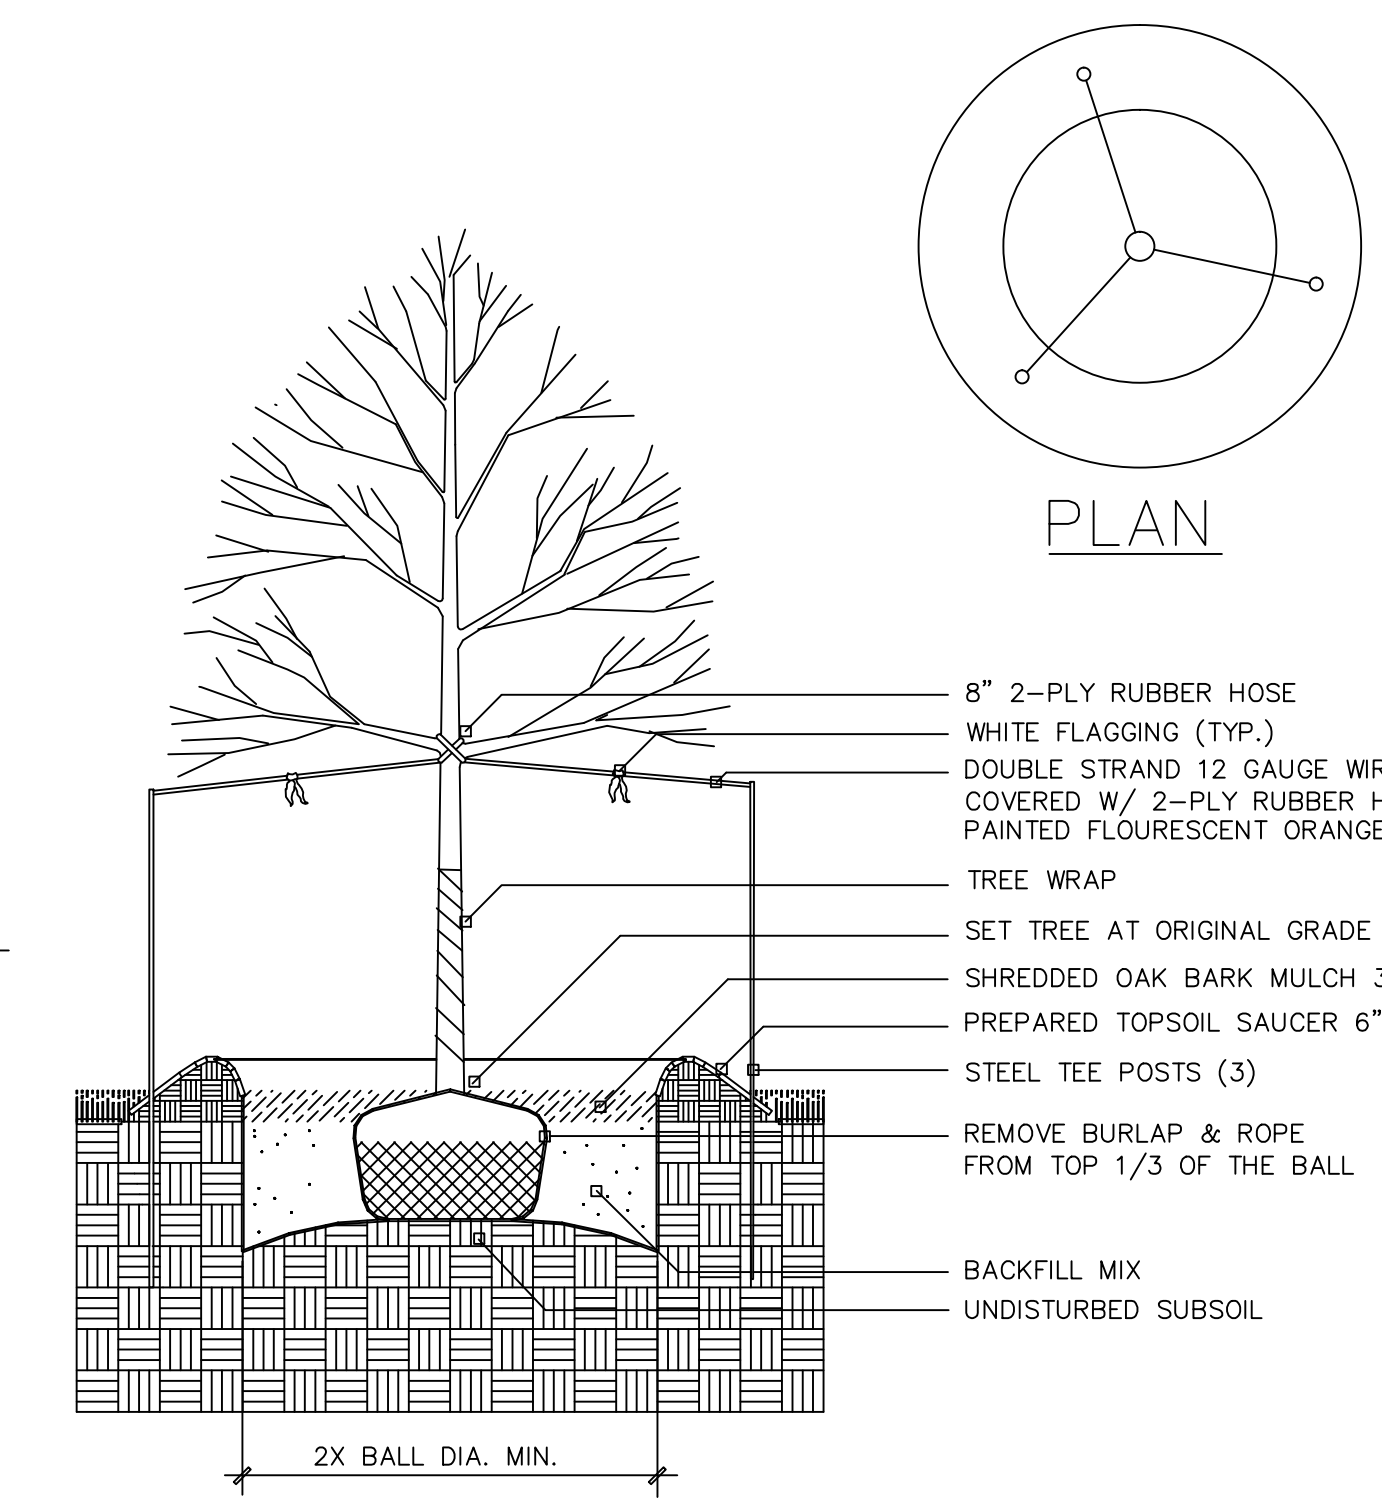 PLAN
8” 2-PLY RUBBER HOSE
WHITE FLAGGING (TYP.)
DOUBLE STRAND 12 GAUGE
COVERED W/ 2-PLY RUBBER
PAINTED FLOURESCENT ORANGE
TREE WRAP
SET TREE AT ORIGINAL GRADE
SHREDDED OAK BARK MULCH 3
PREPARED TOPSOIL SAUCER 6”
STEEL TEE POSTS (3)
REMOVE BURLAP & ROPE
FROM TOP 1/3 OF THE BALL
BACKFILL MIX
UNDISTURBED SUBSOIL
2X BALL DIA. MIN.